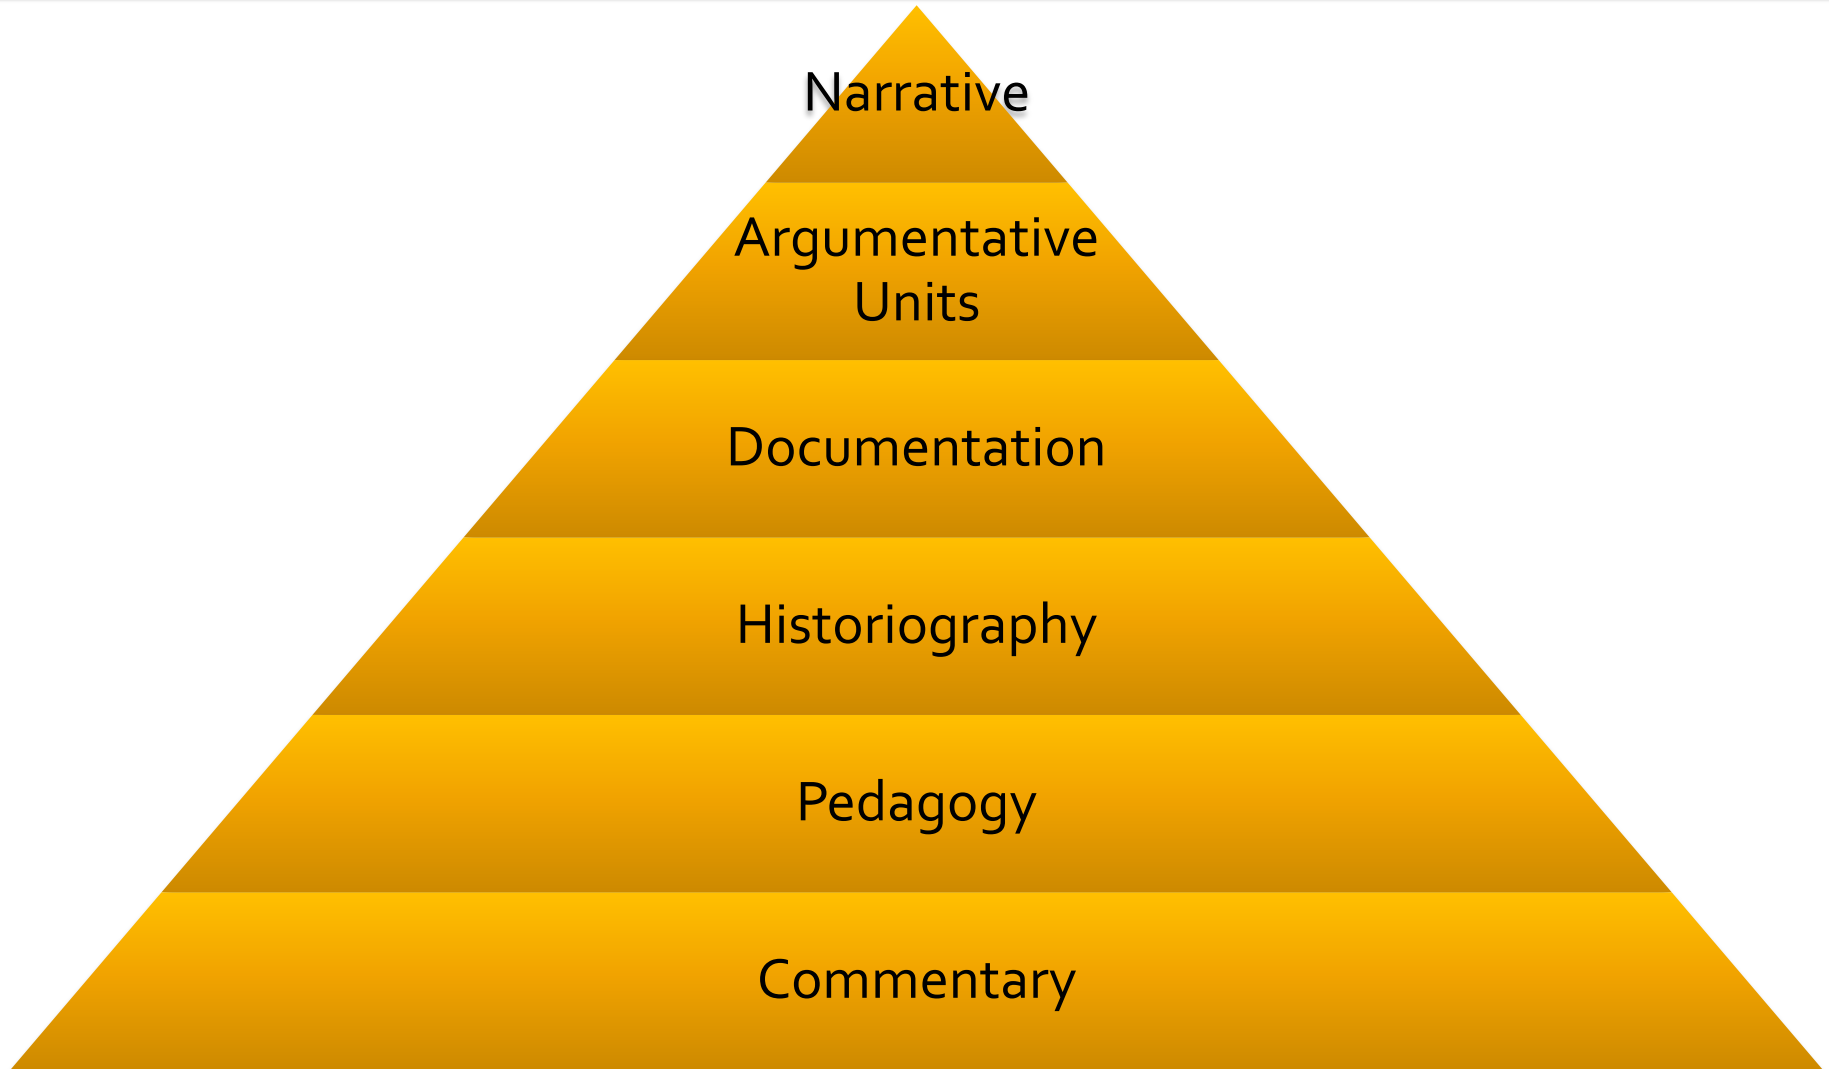 Narrative
Argumentative
Units
Documentation
Historiography
Pedagogy
Commentary